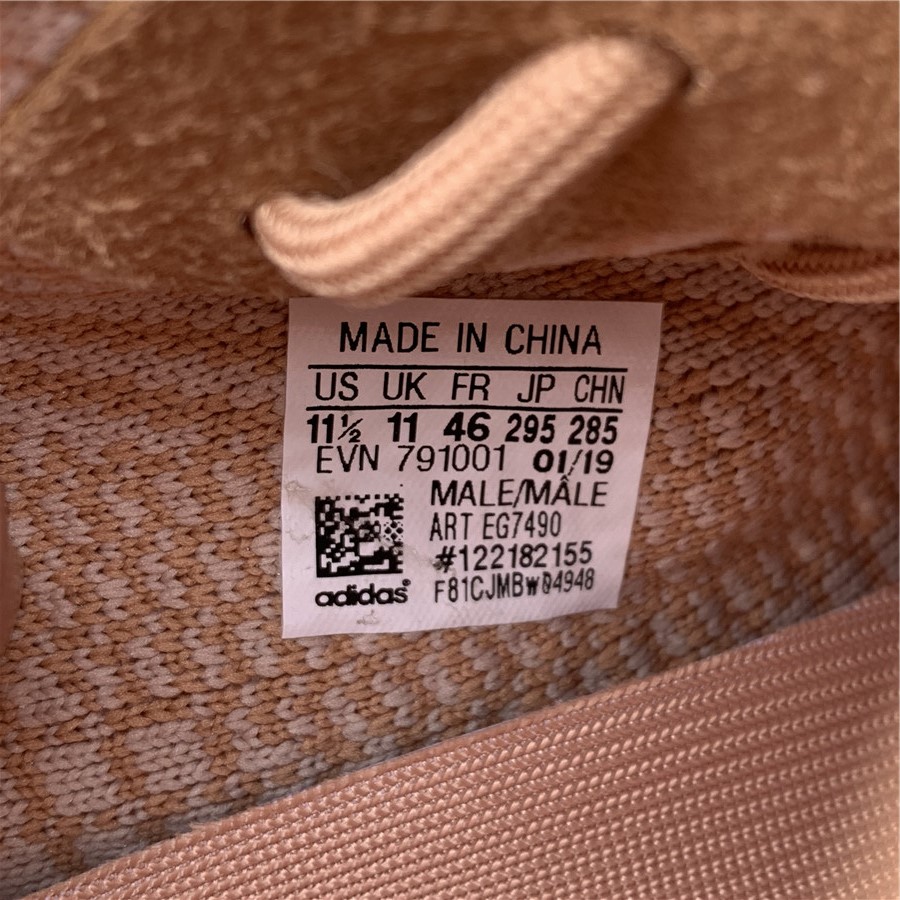 MADE IN CHINA
US UK FR JP CHN
11½ 11 46 295 285
EVN 791001 01/19
MALE/MÂLE
ART EG7490
#122182155
F81CJMBw04948
adidas®